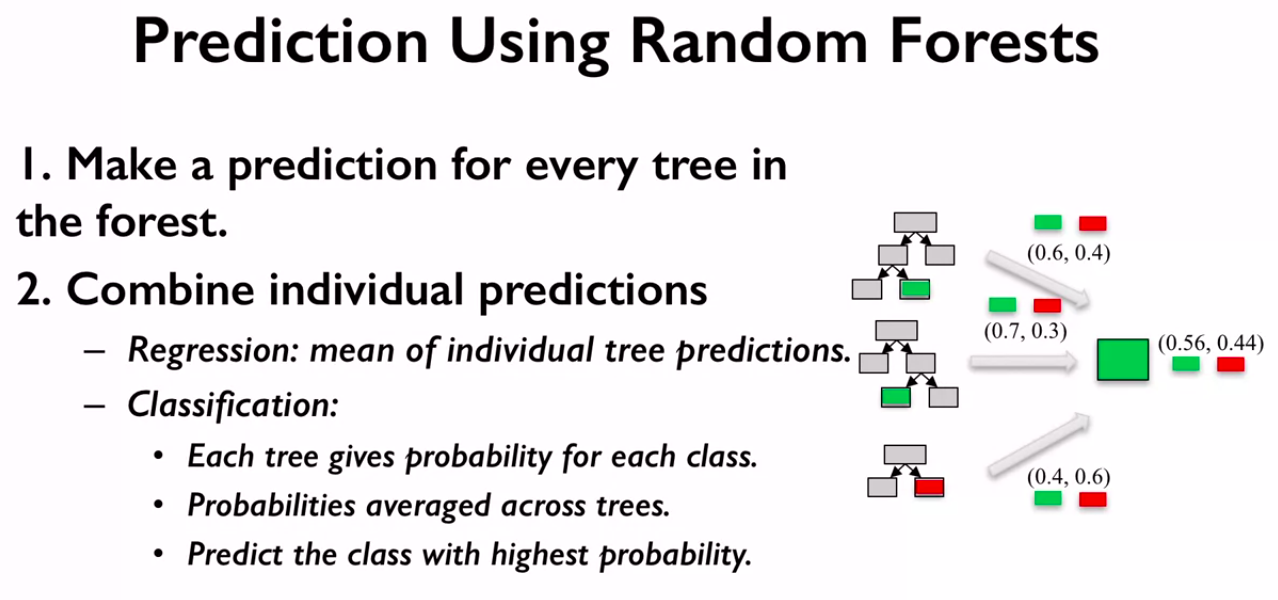 Prediction Using Random Forests
1. Make a prediction for every tree in
the forest.
2. Combine individual predictions
– Regression: mean of individual tree predictions.
– Classification:
• Each tree gives probability for each class.
• Probabilities averaged across trees.
• Predict the class with highest probability.
(0.6, 0.4)
(0.7, 0.3)
(0.56, 0.44)
(0.4, 0.6)